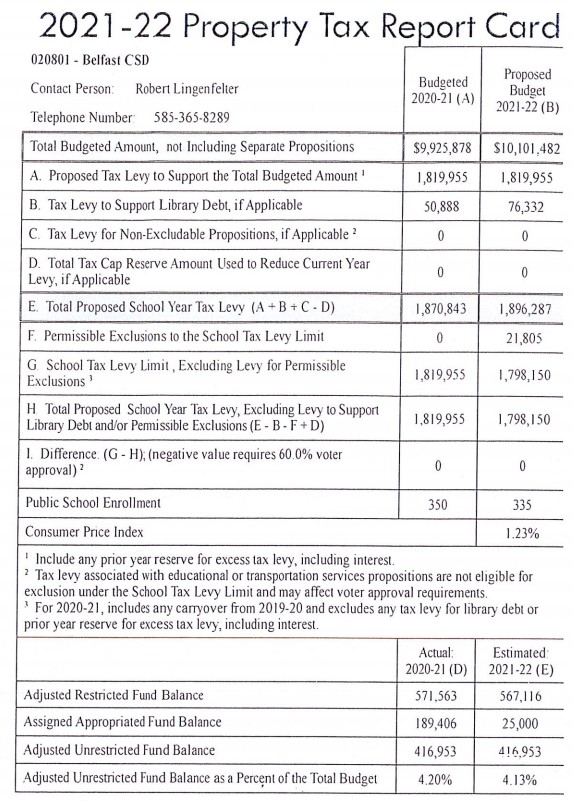 2021-22 Property Tax Report Card
020801 - Belfast CSD
Contact Person: Robert Lingenfelter
Telephone Number: 585-365-8289
Budgeted
2020-21 (A)
Proposed
Budget
2021-22 (B)
Total Budgeted Amount, not Including Separate Propositions $9,925,878 $10,101,482
A. Proposed Tax Levy to Support the Total Budgeted Amount ¹ 1,819,955 1,819,955
B. Tax Levy to Support Library Debt, if Applicable 50,888 76,332
C. Tax Levy for Non-Excludable Propositions, if Applicable ² 0 0
D. Total Tax Cap Reserve Amount Used to Reduce Current Year
Levy, if Applicable 0 0
E. Total Proposed School Year Tax Levy (A + B + C - D) 1,870,843 1,896,287
F. Permissible Exclusions to the School Tax Levy Limit 0 21,805
G. School Tax Levy Limit , Excluding Levy for Permissible
Exclusions ³ 1,819,955 1,798,150
H. Total Proposed School Year Tax Levy, Excluding Levy to Support
Library Debt and/or Permissible Exclusions (E - B - F + D) 1,819,955 1,798,150
I. Difference: (G - H); (negative value requires 60.0% voter
approval) ² 0 0
Public School Enrollment 350 335
Consumer Price Index 1.23%
¹ Include any prior year reserve for excess tax levy, including interest.
² Tax levy associated with educational or transportation services propositions are not eligible for
exclusion under the School Tax Levy Limit and may affect voter approval requirements.
³ For 2020-21, includes any carryover from 2019-20 and excludes any tax levy for library debt or
prior year reserve for excess tax levy, including interest.
Actual:
2020-21 (D)
Estimated:
2021-22 (E)
Adjusted Restricted Fund Balance 571,563 567,116
Assigned Appropriated Fund Balance 189,406 25,000
Adjusted Unrestricted Fund Balance 416,953 416,953
Adjusted Unrestricted Fund Balance as a Percent of the Total Budget 4.20% 4.13%